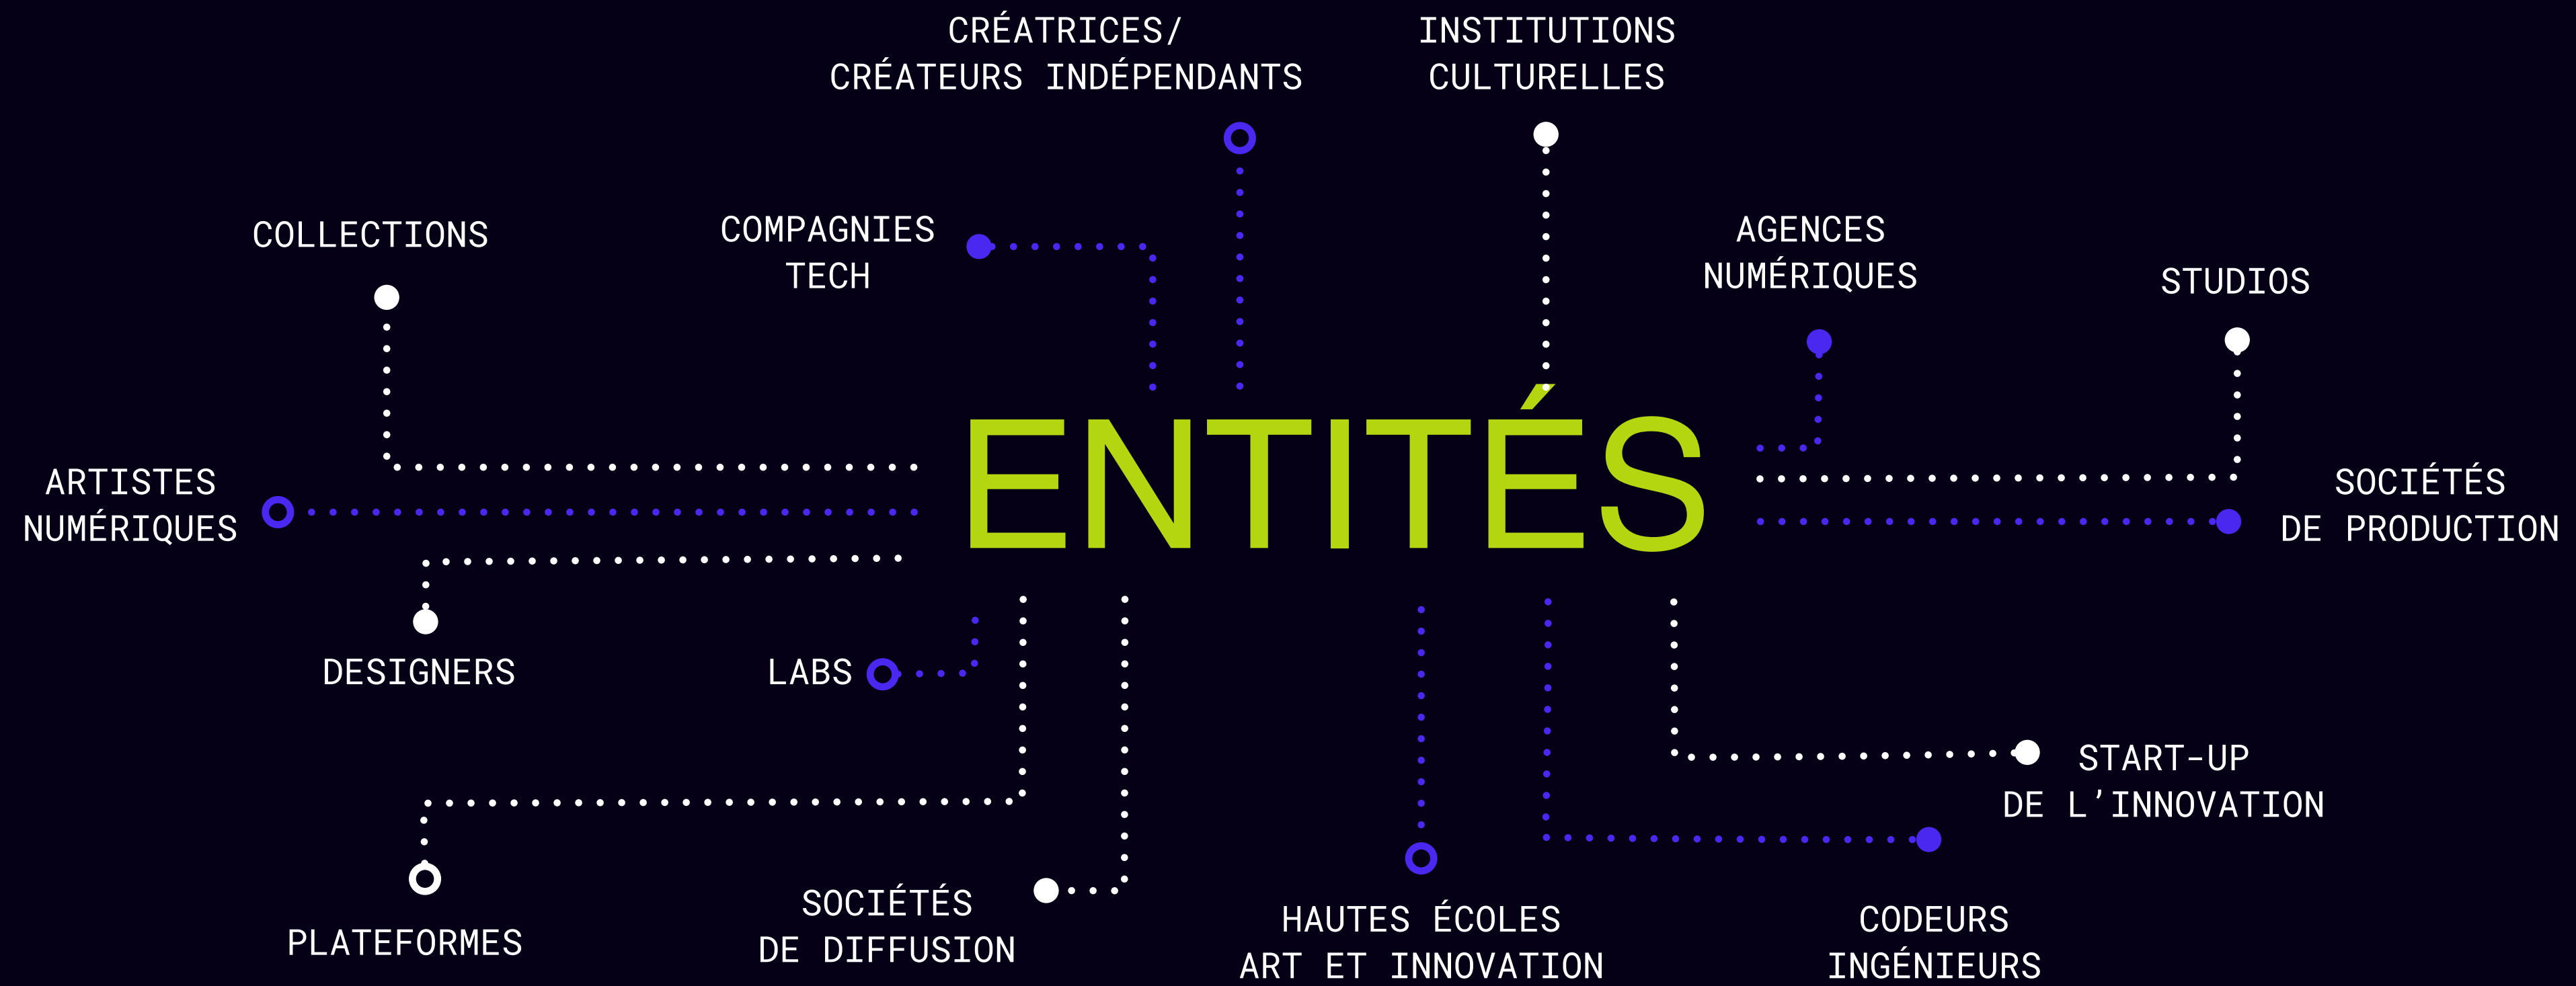 CRÉATRICES/
CRÉATEURS INDÉPENDANTS
INSTITUTIONS
CULTURELLES
COLLECTIONS
COMPAGNIES
TECH
AGENCES
NUMÉRIQUES
STUDIOS
ARTISTES
NUMÉRIQUES
ENTITÉS
SOCIÉTÉS
DE PRODUCTION
DESIGNERS
LABS
START-UP
DE L’INNOVATION
PLATEFORMES
SOCIÉTÉS
DE DIFFUSION
HAUTES ÉCOLES
ART ET INNOVATION
CODEURS
INGÉNIEURS